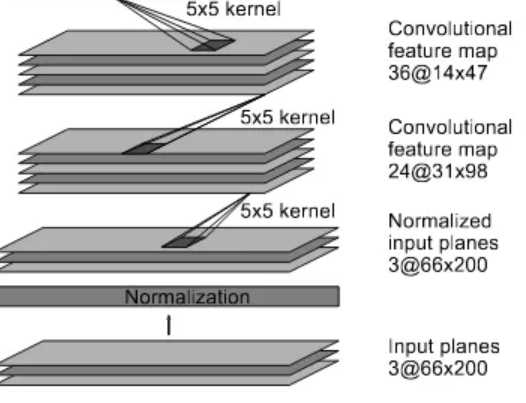 5x5 kernel
Convolutional
feature map
36@14x47
5x5 kernel
Convolutional
feature map
24@31x98
5x5 kernel
Normalized
input planes
3@66x200
Normalization
Input planes
3@66x200